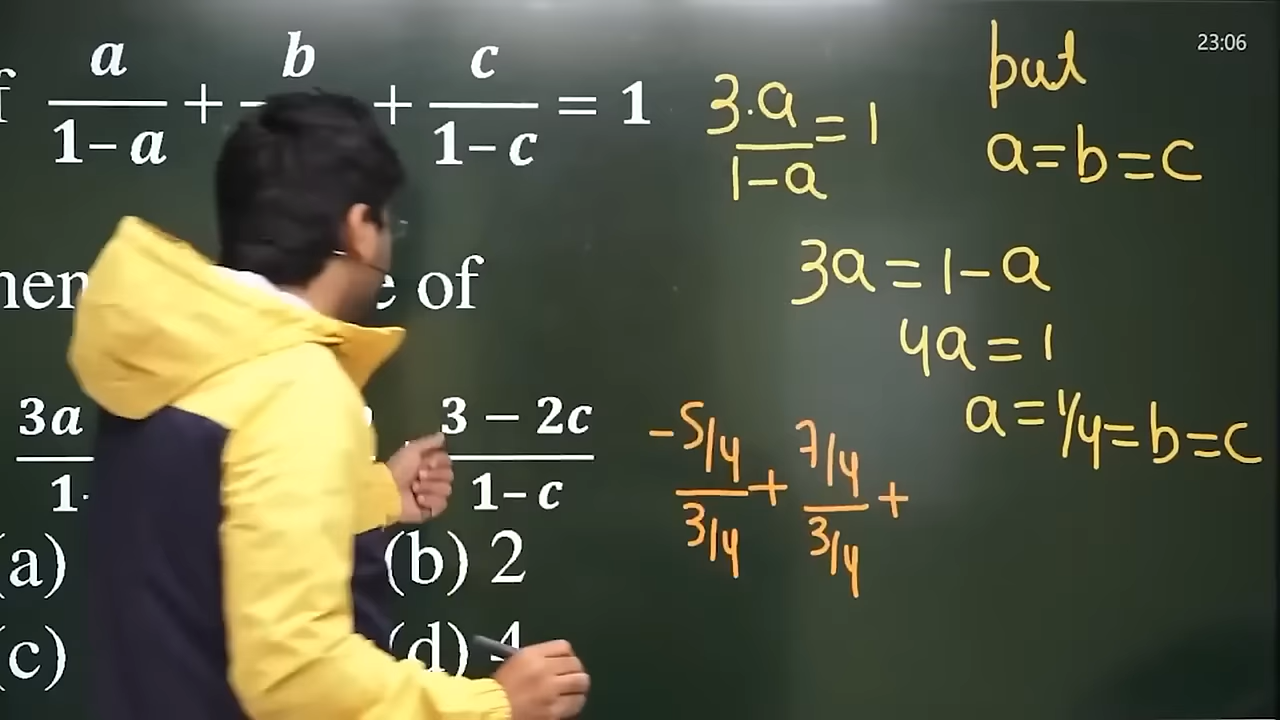 23:06
f a/1-a + b/ + c/1-c = 1
3.a/1-a = 1
put
a=b=c
3a = 1-a
4a = 1
e of
3a/1- 3-2c/1-c
a = 1/4 = b = c
-5/4/3/4 + 7/4/3/4 +
(a) (b) 2
(c) (d) 4